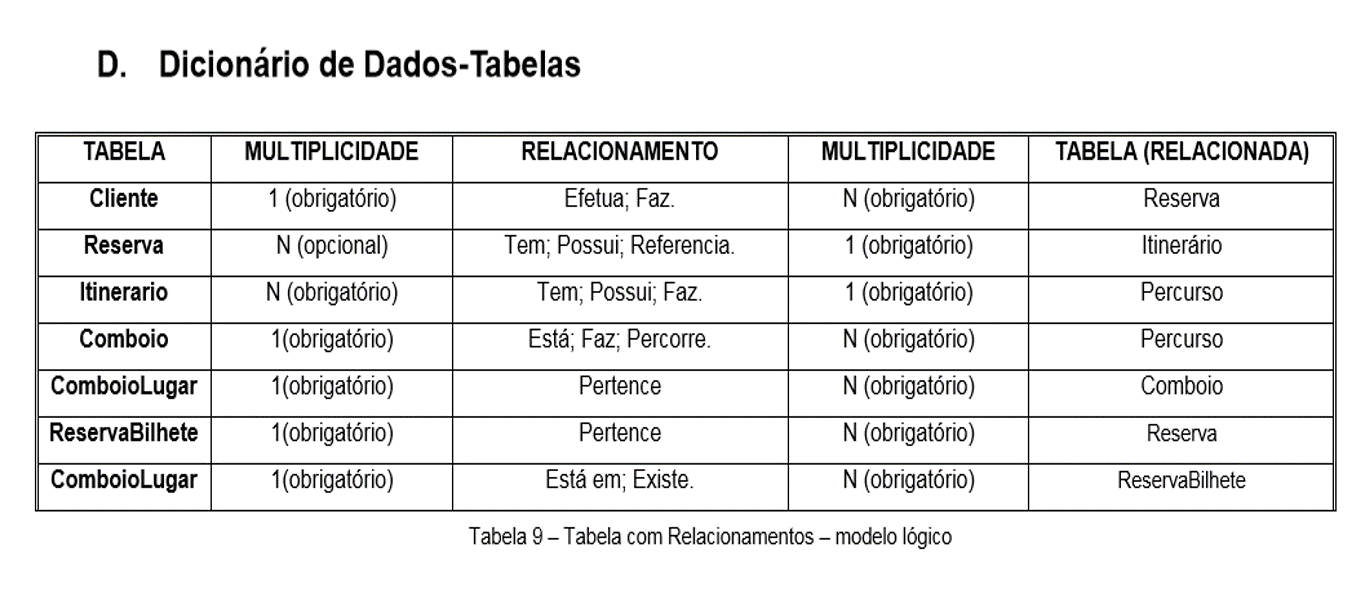 D. Dicionário de Dados-Tabelas
TABELA MULTIPLICIDADE RELACIONAMENTO MULTIPLICIDADE TABELA (RELACIONADA)
Cliente 1 (obrigatório) Efetua; Faz. N (obrigatório) Reserva
Reserva N (opcional) Tem; Possui; Referencia. 1 (obrigatório) Itinerário
Itinerario N (obrigatório) Tem; Possui; Faz. 1 (obrigatório) Percurso
Comboio 1(obrigatório) Está; Faz; Percorre. N (obrigatório) Percurso
ComboioLugar 1(obrigatório) Pertence N (obrigatório) Comboio
ReservaBilhete 1(obrigatório) Pertence N (obrigatório) Reserva
ComboioLugar 1(obrigatório) Está em; Existe. N (obrigatório) ReservaBilhete
Tabela 9 – Tabela com Relacionamentos – modelo lógico